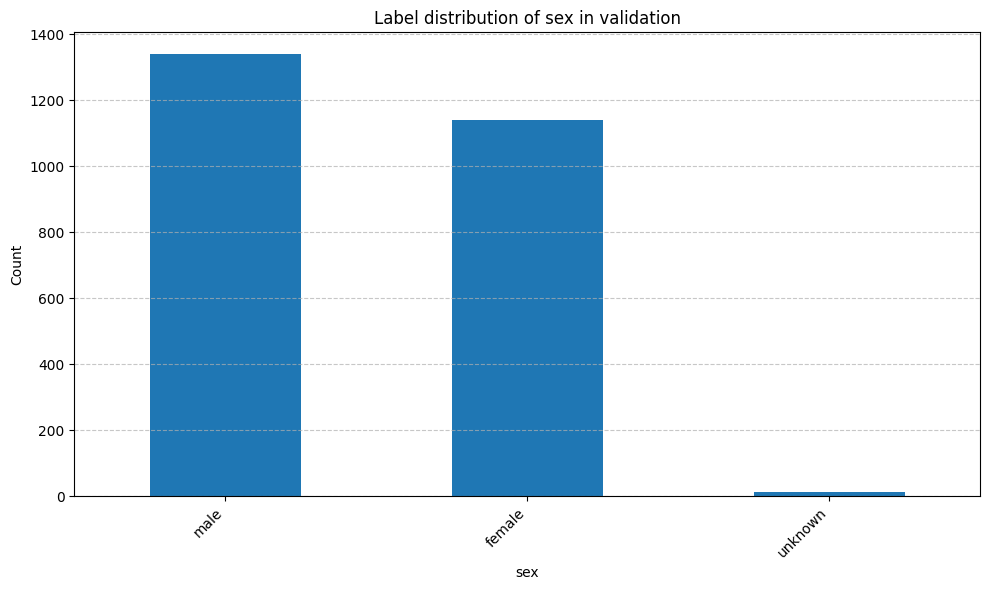 Label distribution of sex in validation
1400
1200
1000
800
600
400
200
0
Count
male
female
unknown
sex